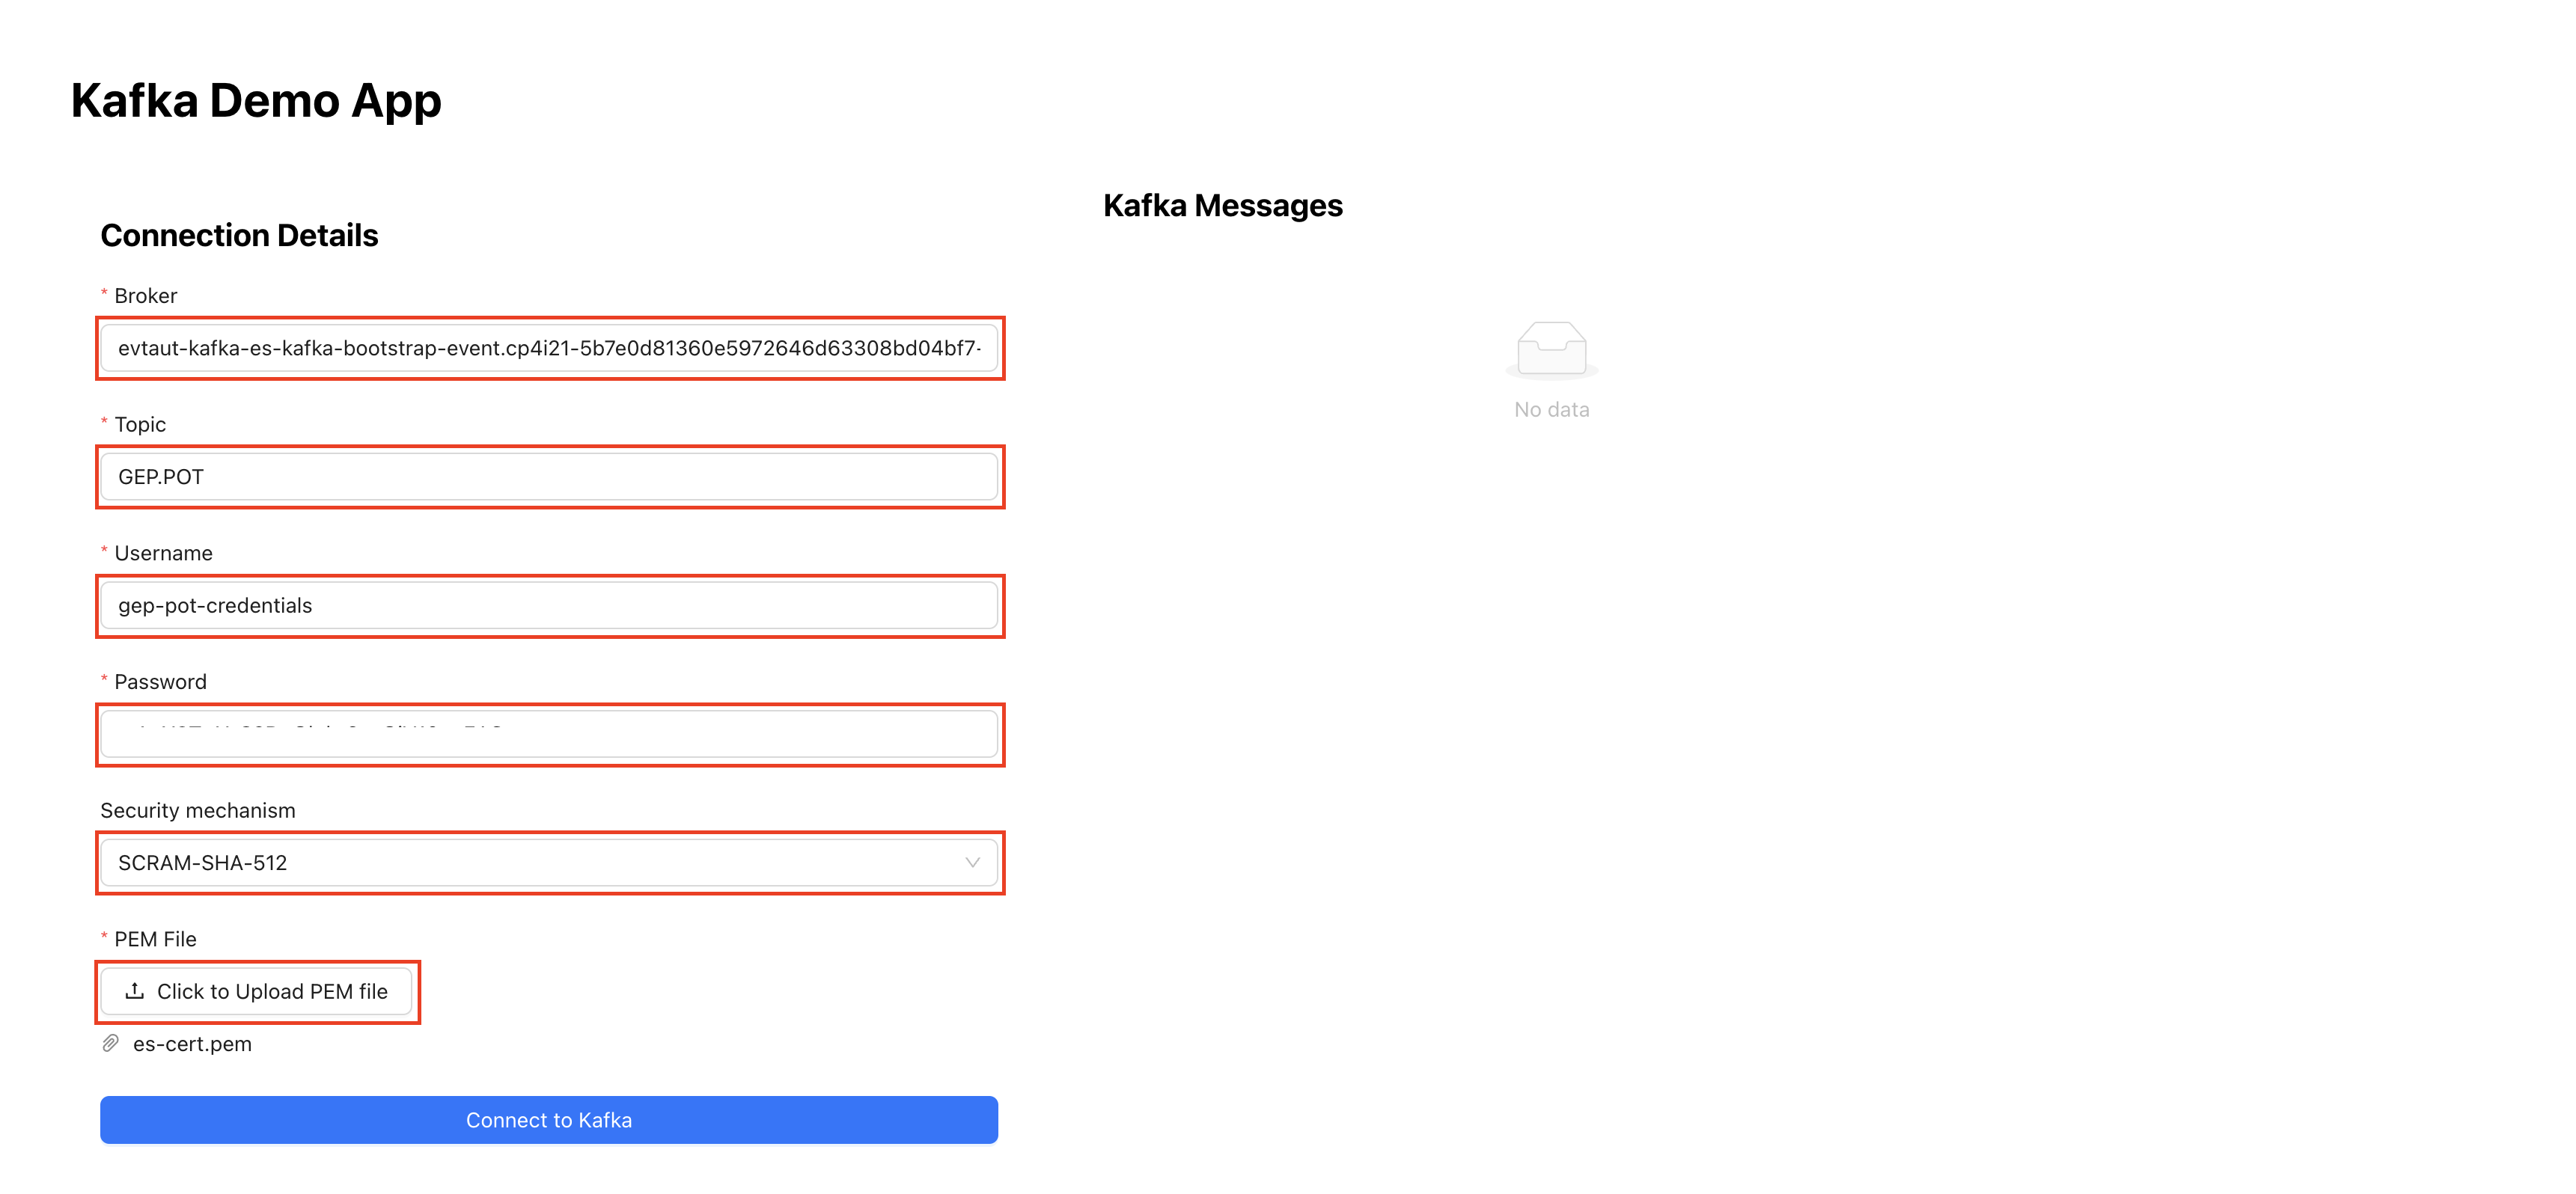 Kafka Demo App
Connection Details
* Broker
evtaut-kafka-es-kafka-bootstrap-event.cp4i21-5b7e0d81360e5972646d63308bd04bf7-
* Topic
GEP.POT
* Username
gep-pot-credentials
* Password
Security mechanism
SCRAM-SHA-512
* PEM File
Click to Upload PEM file
es-cert.pem
Connect to Kafka
Kafka Messages
No data